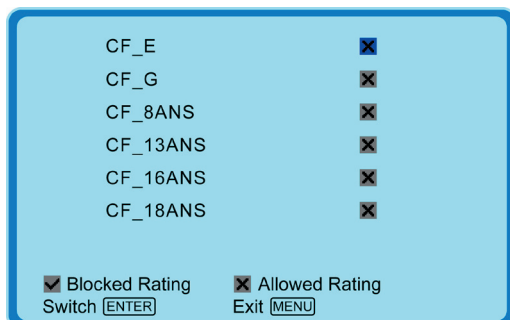 CF_E
CF_G
CF_8ANS
CF_13ANS
CF_16ANS
CF_18ANS
Blocked Rating Allowed Rating
Switch ENTER Exit MENU